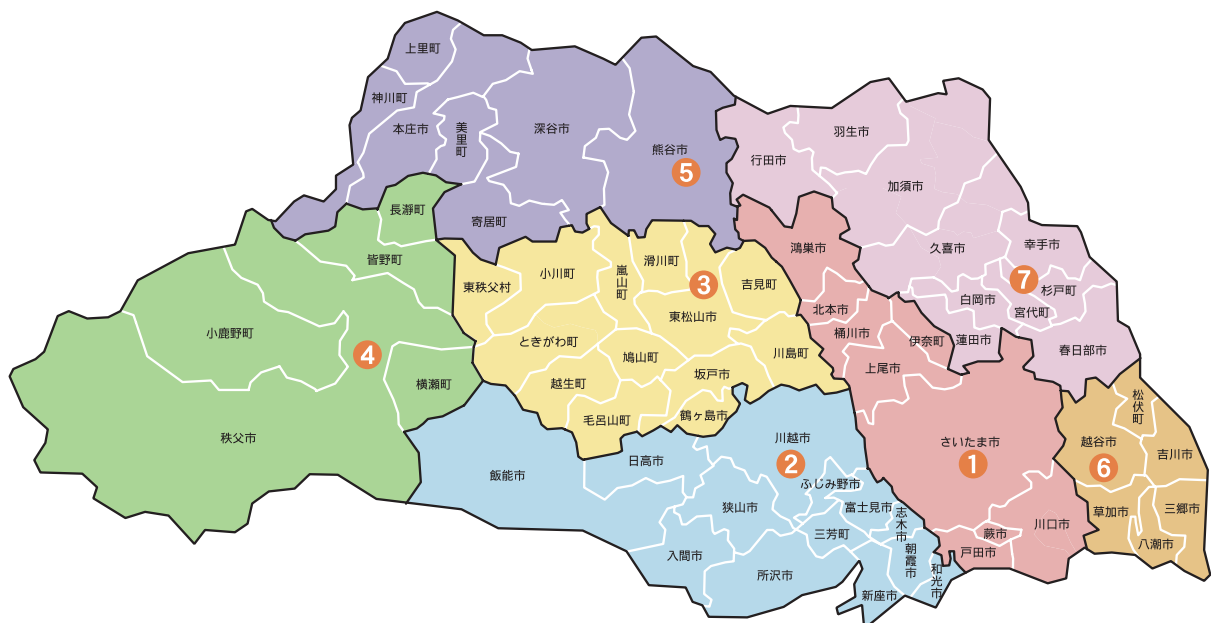 上里町
神川町
本庄市
美里町
深谷市
熊谷市
5
寄居町
長瀞町
皆野町
小鹿野町
4
横瀬町
秩父市
東秩父村
小川町
嵐山町
滑川町
3
吉見町
東松山市
ときがわ町
鳩山町
川島町
越生町
坂戸市
毛呂山町
鶴ヶ島市
行田市
羽生市
加須市
久喜市
幸手市
7
杉戸町
白岡市
宮代町
蓮田市
春日部市
鴻巣市
北本市
桶川市
伊奈町
上尾市
さいたま市
1
川口市
蕨市
戸田市
川越市
2
飯能市
日高市
ふじみ野市
狭山市
富士見市
志木市
三芳町
入間市
朝霞市
所沢市
和光市
新座市
松伏町
越谷市
6
吉川市
草加市
三郷市
八潮市